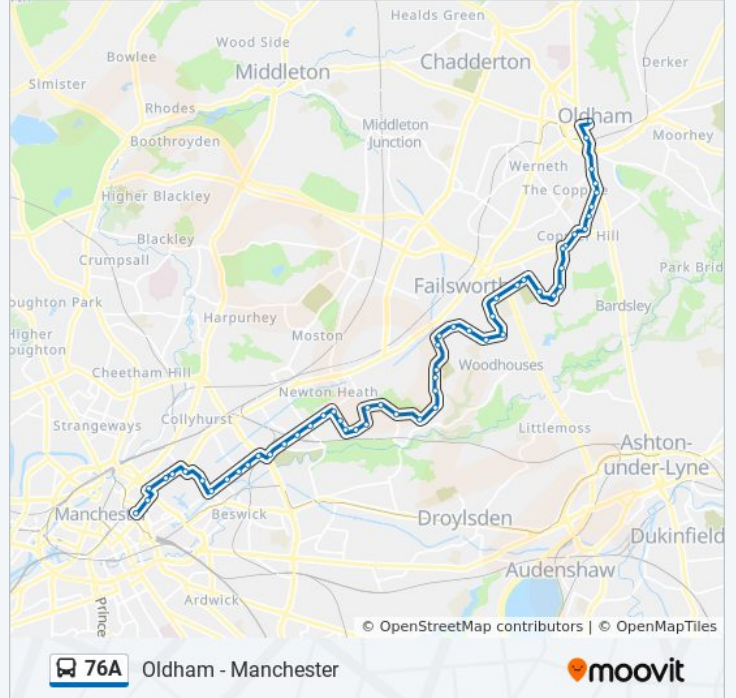 Healds Green
Wood Side
Bowlee
Chadderton
Derker
Middleton
Simister
Rhodes
Oldham
Middleton
Junction
Moorhey
Boothroyden
Werneth
The Copp
Higher Blackley
Blackley
Hill
Crumpsall
Park Brid
Failsworth
oughton Park
Bardsley
Harpurhey
Higher
oughton
Moston
Woodhouses
Cheetham Hill
Newton Heath
Collyhurst
Strangeways
Littlemoss
Ashton-
under-Lyne
Manchester
Beswick
Droylsden
Dukinfield
Audenshaw
Ardwick
Prince
© OpenStreetMap contributors | © OpenMapTiles
76A Oldham - Manchester
moovit